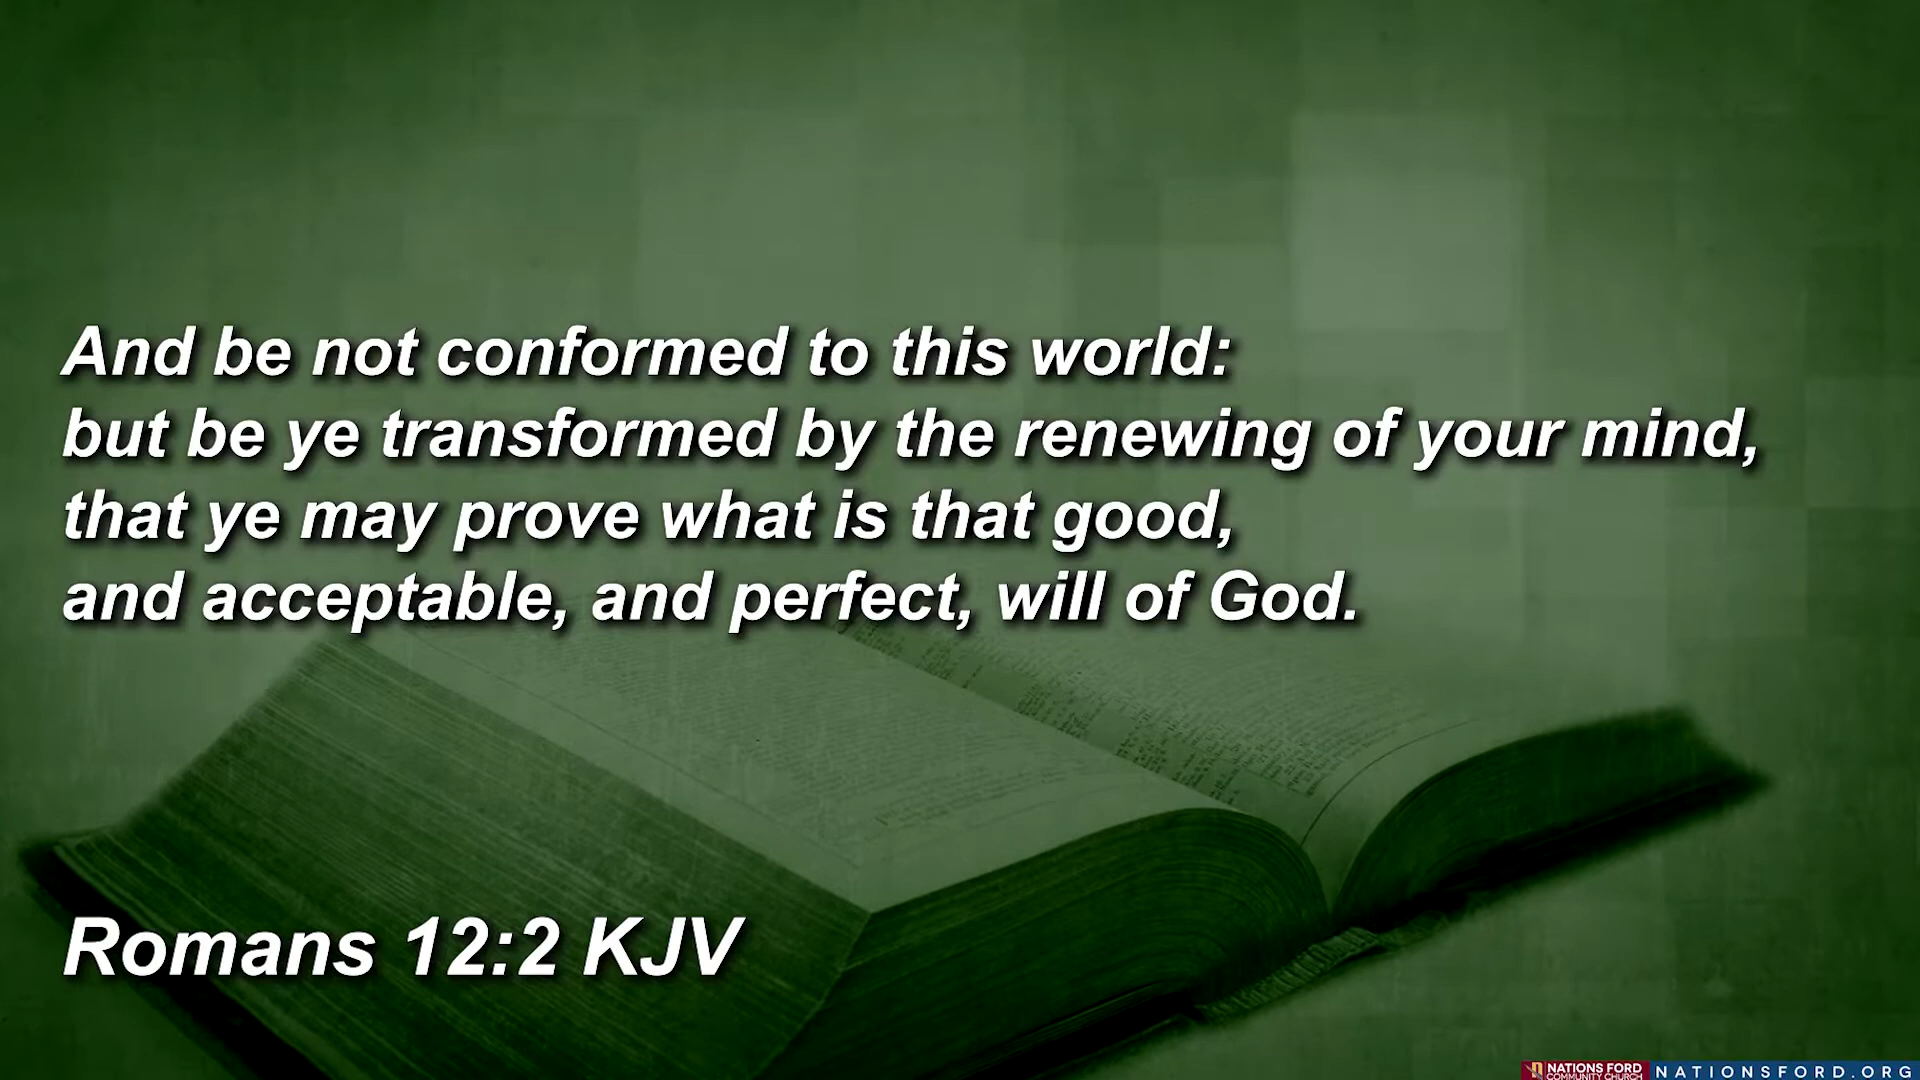 And be not conformed to this world:
but be ye transformed by the renewing of your mind,
that ye may prove what is that good,
and acceptable, and perfect, will of God.
Romans 12:2 KJV
NATIONS FORD
COMMUNITY CHURCH
NATIONSFORD.ORG